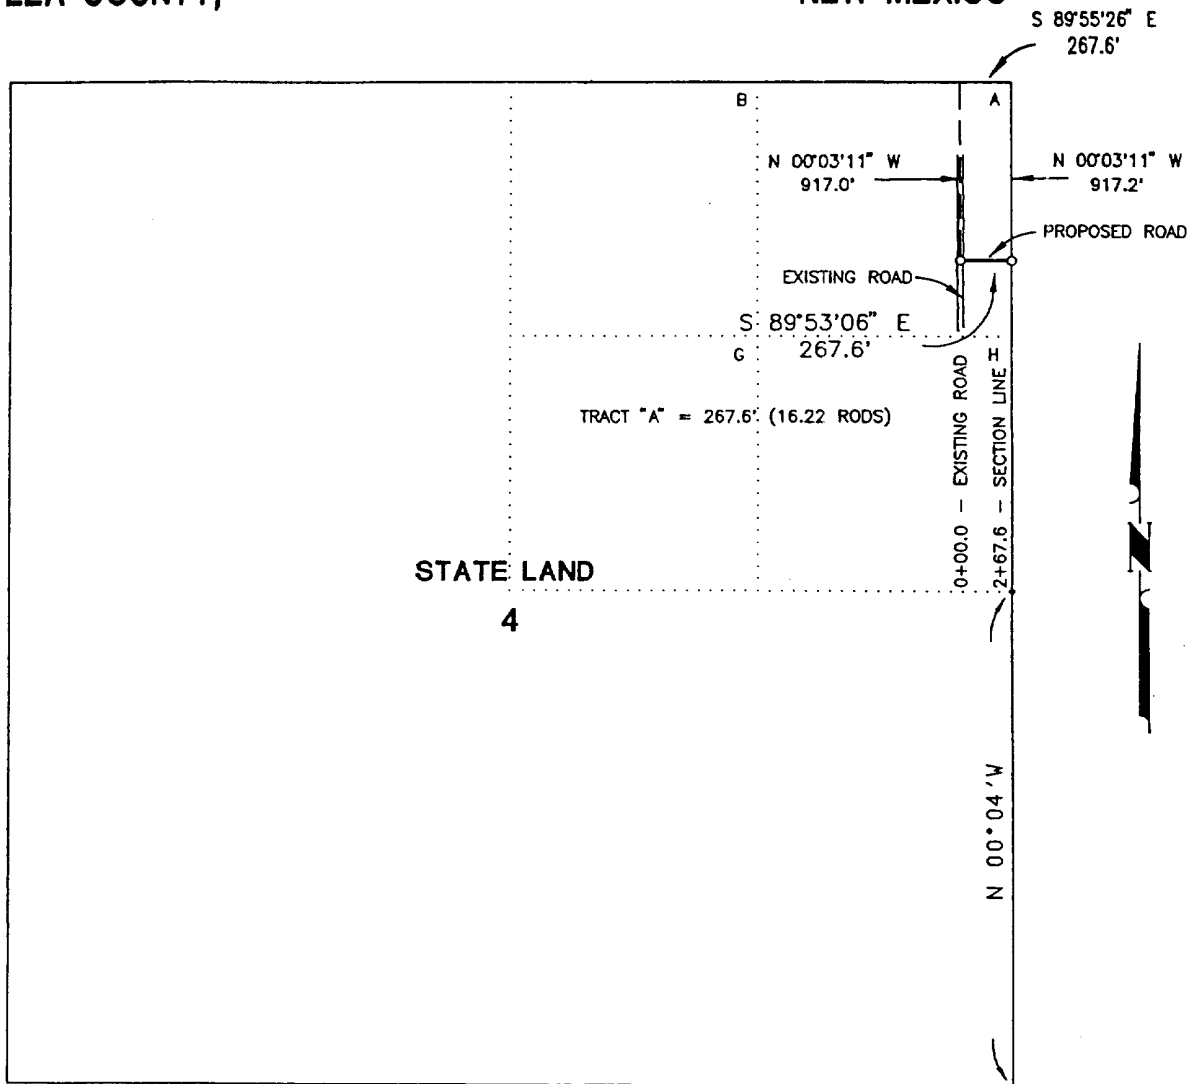 LEA COUNTY, NEW MEXICO
S 89°55'26" E
267.6'
B
A
N 00°03'11" W
917.0'
N 00°03'11" W
917.2'
PROPOSED ROAD
EXISTING ROAD
S 89°53'06" E
267.6'
G
H
TRACT "A" = 267.6' (16.22 RODS)
0+00.0 – EXISTING ROAD
2+67.6 – SECTION LINE
STATE LAND
4
N
N 00°04'W